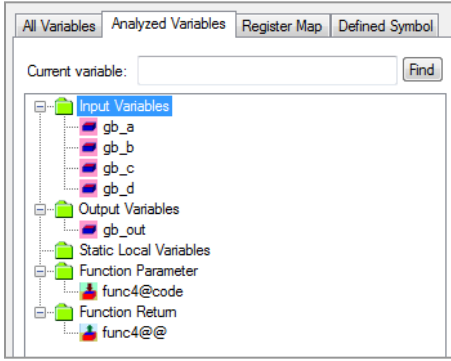 All Variables Analyzed Variables Register Map Defined Symbol
Current variable: Find
Input Variables
gb_a
gb_b
gb_c
gb_d
Output Variables
gb_out
Static Local Variables
Function Parameter
func4@code
Function Return
func4@@